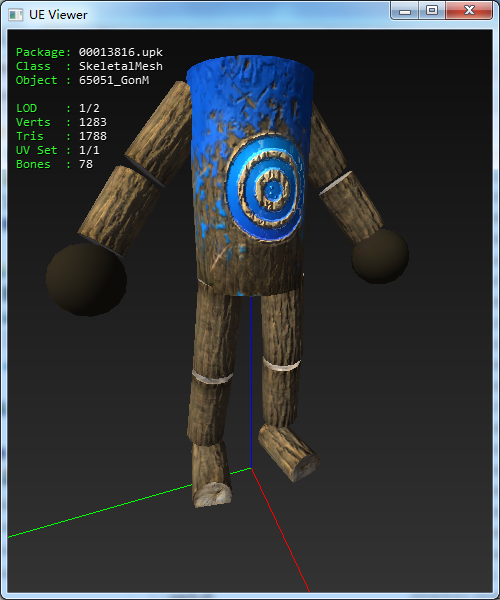 UE Viewer
Package: 00013816.upk
Class : SkeletalMesh
Object : 65051_GonM
LOD : 1/2
Verts : 1283
Tris : 1788
UV Set : 1/1
Bones : 78